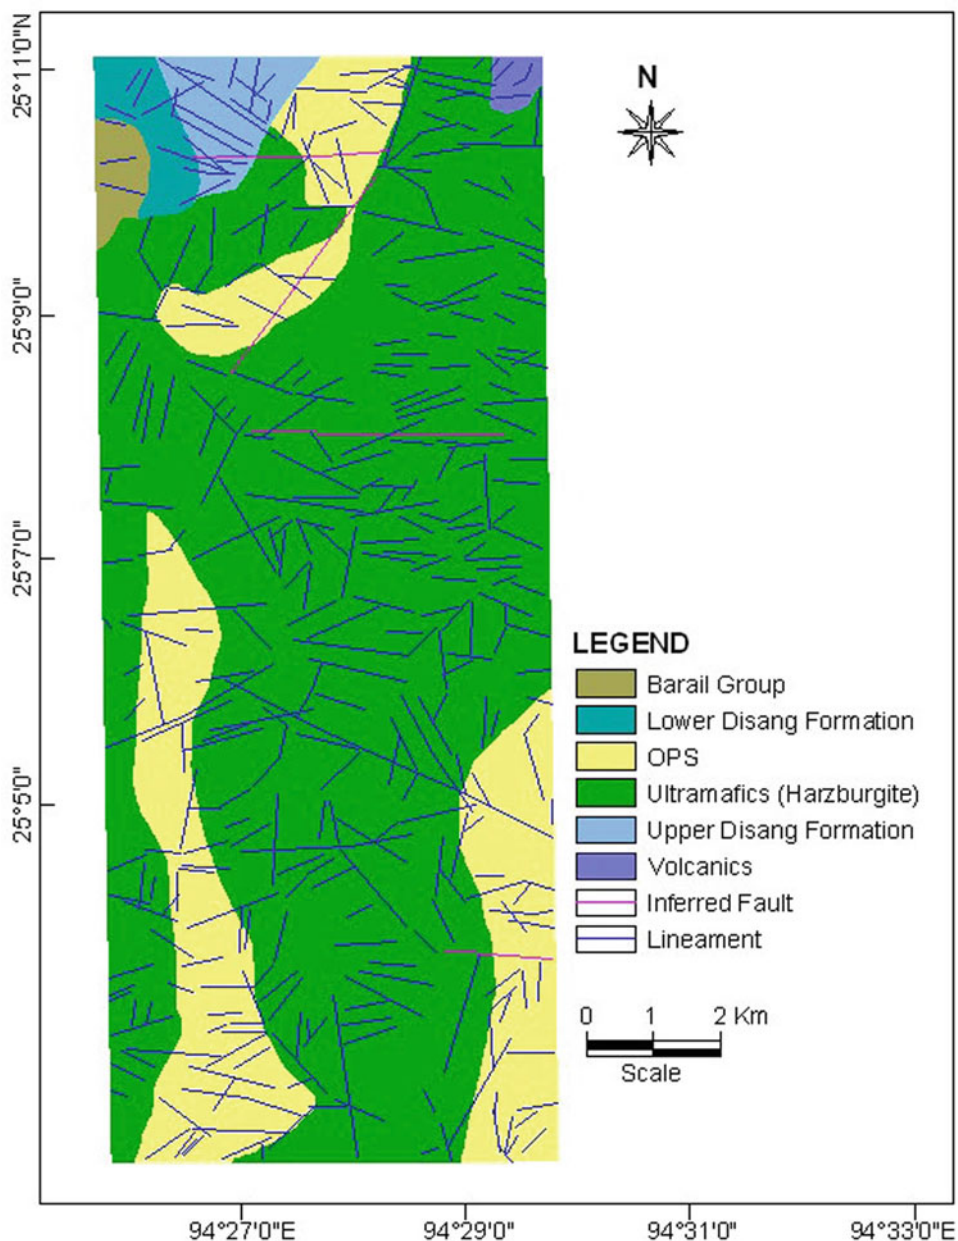 N
25°11'0"N
25°9'0"
25°7'0"
25°5'0"
LEGEND
Barail Group
Lower Disang Formation
OPS
Ultramafics (Harzburgite)
Upper Disang Formation
Volcanics
Inferred Fault
Lineament
0 1 2 Km
Scale
94°27'0"E 94°29'0" 94°31'0" 94°33'0"E